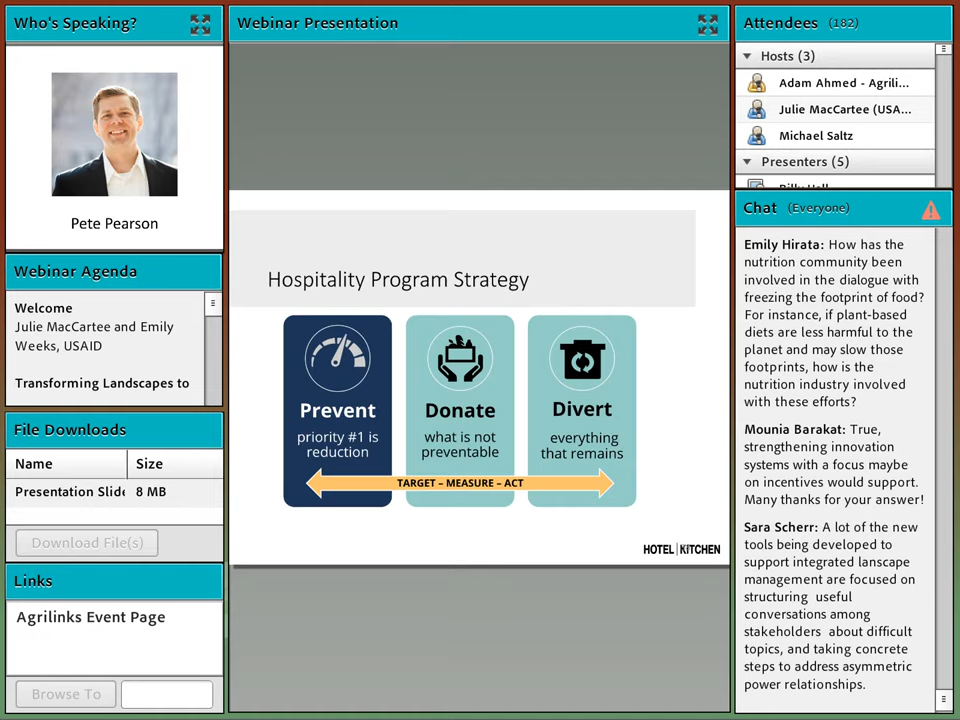 Who's Speaking?
Pete Pearson
Webinar Agenda
Welcome
Julie MacCartee and Emily
Weeks, USAID
Transforming Landscapes to
File Downloads
Name Size
Presentation Slide 8 MB
Download File(s)
Links
Agrilinks Event Page
Browse To
Webinar Presentation
Hospitality Program Strategy
Prevent
priority #1 is
reduction
Donate
what is not
preventable
Divert
everything
that remains
TARGET – MEASURE – ACT
HOTEL | KITCHEN
Attendees (182)
Hosts (3)
Adam Ahmed - Agrili...
Julie MacCartee (USA...
Michael Saltz
Presenters (5)
Chat (Everyone)
Emily Hirata: How has the
nutrition community been
involved in the dialogue with
freezing the footprint of food?
For instance, if plant-based
diets are less harmful to the
planet and may slow those
footprints, how is the
nutrition industry involved
with these efforts?
Mounia Barakat: True,
strengthening innovation
systems with a focus maybe
on incentives would support.
Many thanks for your answer!
Sara Scherr: A lot of the new
tools being developed to
support integrated lanscape
management are focused on
structuring useful
conversations among
stakeholders about difficult
topics, and taking concrete
steps to address asymmetric
power relationships.